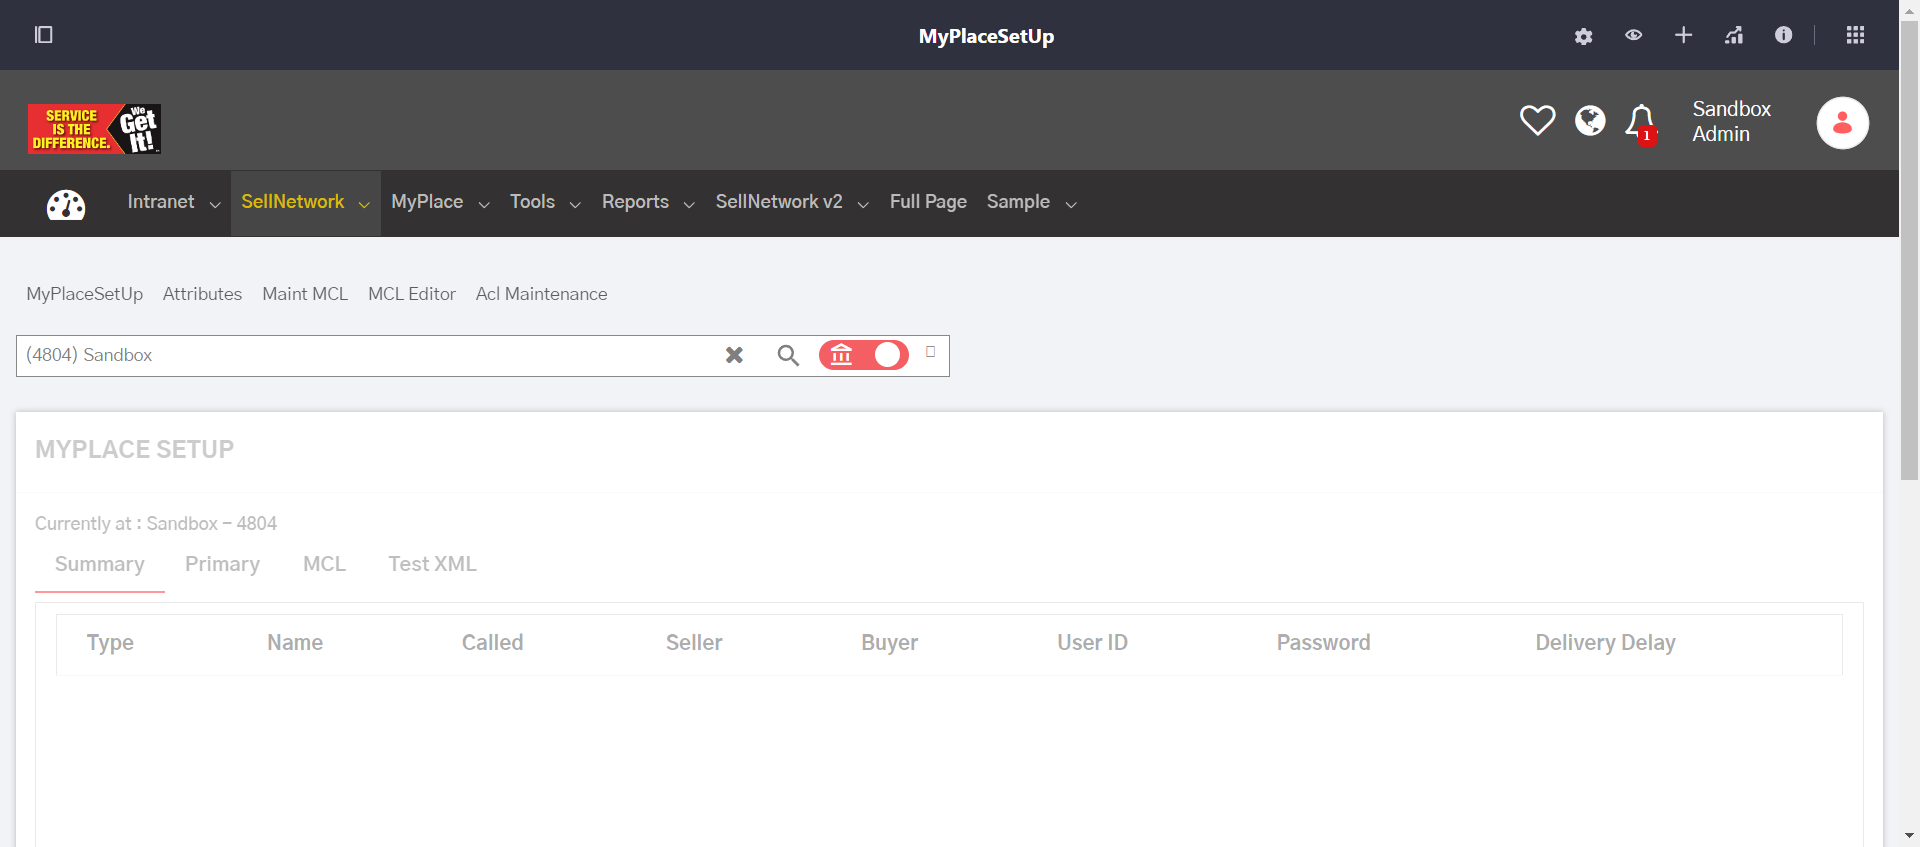 MyPlaceSetUp
SERVICE
IS THE
DIFFERENCE.
We
Get
It!
1
Sandbox
Admin
Intranet SellNetwork MyPlace Tools Reports SellNetwork v2 Full Page Sample
MyPlaceSetUp Attributes Maint MCL MCL Editor Acl Maintenance
(4804) Sandbox
MYPLACE SETUP
Currently at : Sandbox - 4804
Summary Primary MCL Test XML
Type Name Called Seller Buyer User ID Password Delivery Delay